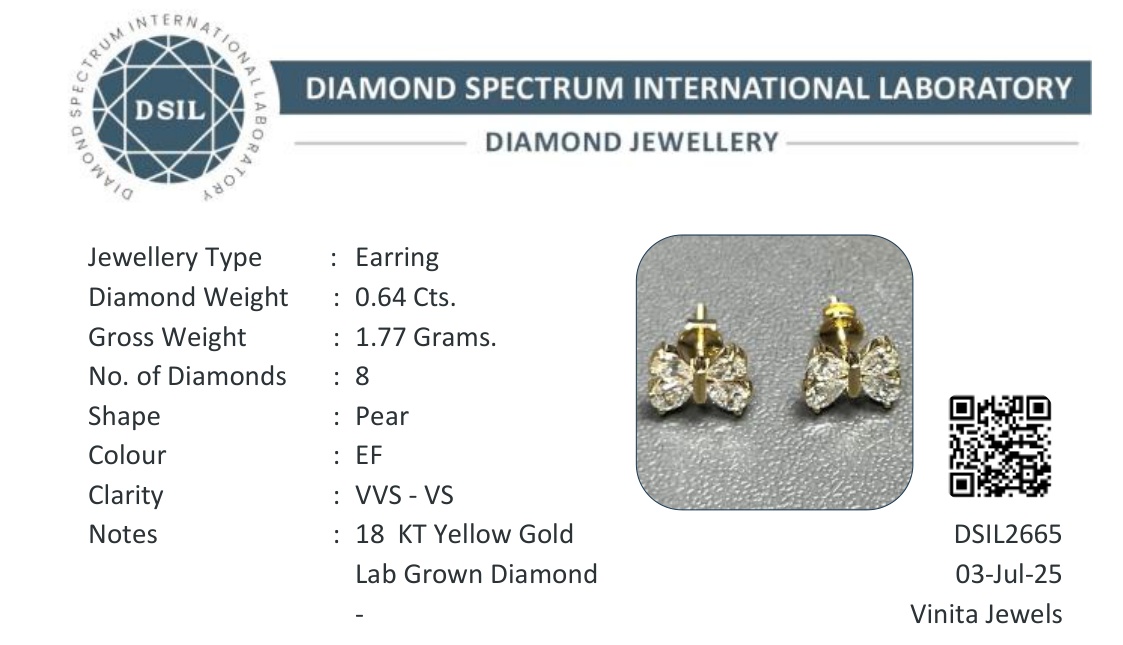 DIAMOND SPECTRUM INTERNATIONAL LABORATORY
DSIL
DIAMOND SPECTRUM INTERNATIONAL LABORATORY
DIAMOND JEWELLERY
Jewellery Type : Earring
Diamond Weight : 0.64 Cts.
Gross Weight : 1.77 Grams.
No. of Diamonds : 8
Shape : Pear
Colour : EF
Clarity : VVS - VS
Notes : 18 KT Yellow Gold
Lab Grown Diamond
-
DSIL2665
03-Jul-25
Vinita Jewels